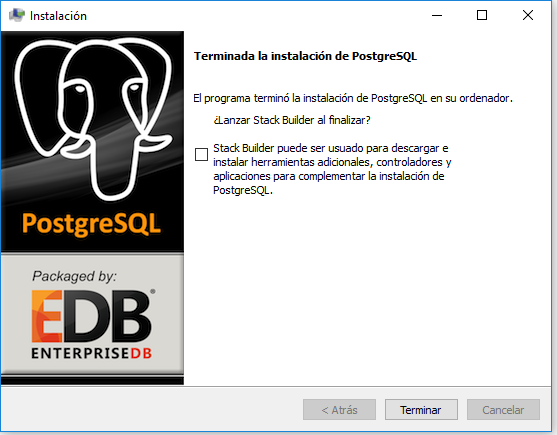 Instalación
Terminada la instalación de PostgreSQL
El programa terminó la instalación de PostgreSQL en su ordenador.
¿Lanzar Stack Builder al finalizar?
Stack Builder puede ser usado para descargar e
instalar herramientas adicionales, controladores y
aplicaciones para complementar la instalación de
PostgreSQL.
PostgreSQL
Packaged by:
EDB®
ENTERPRISEDB
< Atrás
Terminar
Cancelar